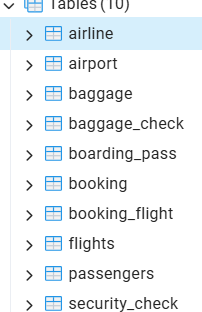 Tables (10)
airline
airport
baggage
baggage_check
boarding_pass
booking
booking_flight
flights
passengers
security_check